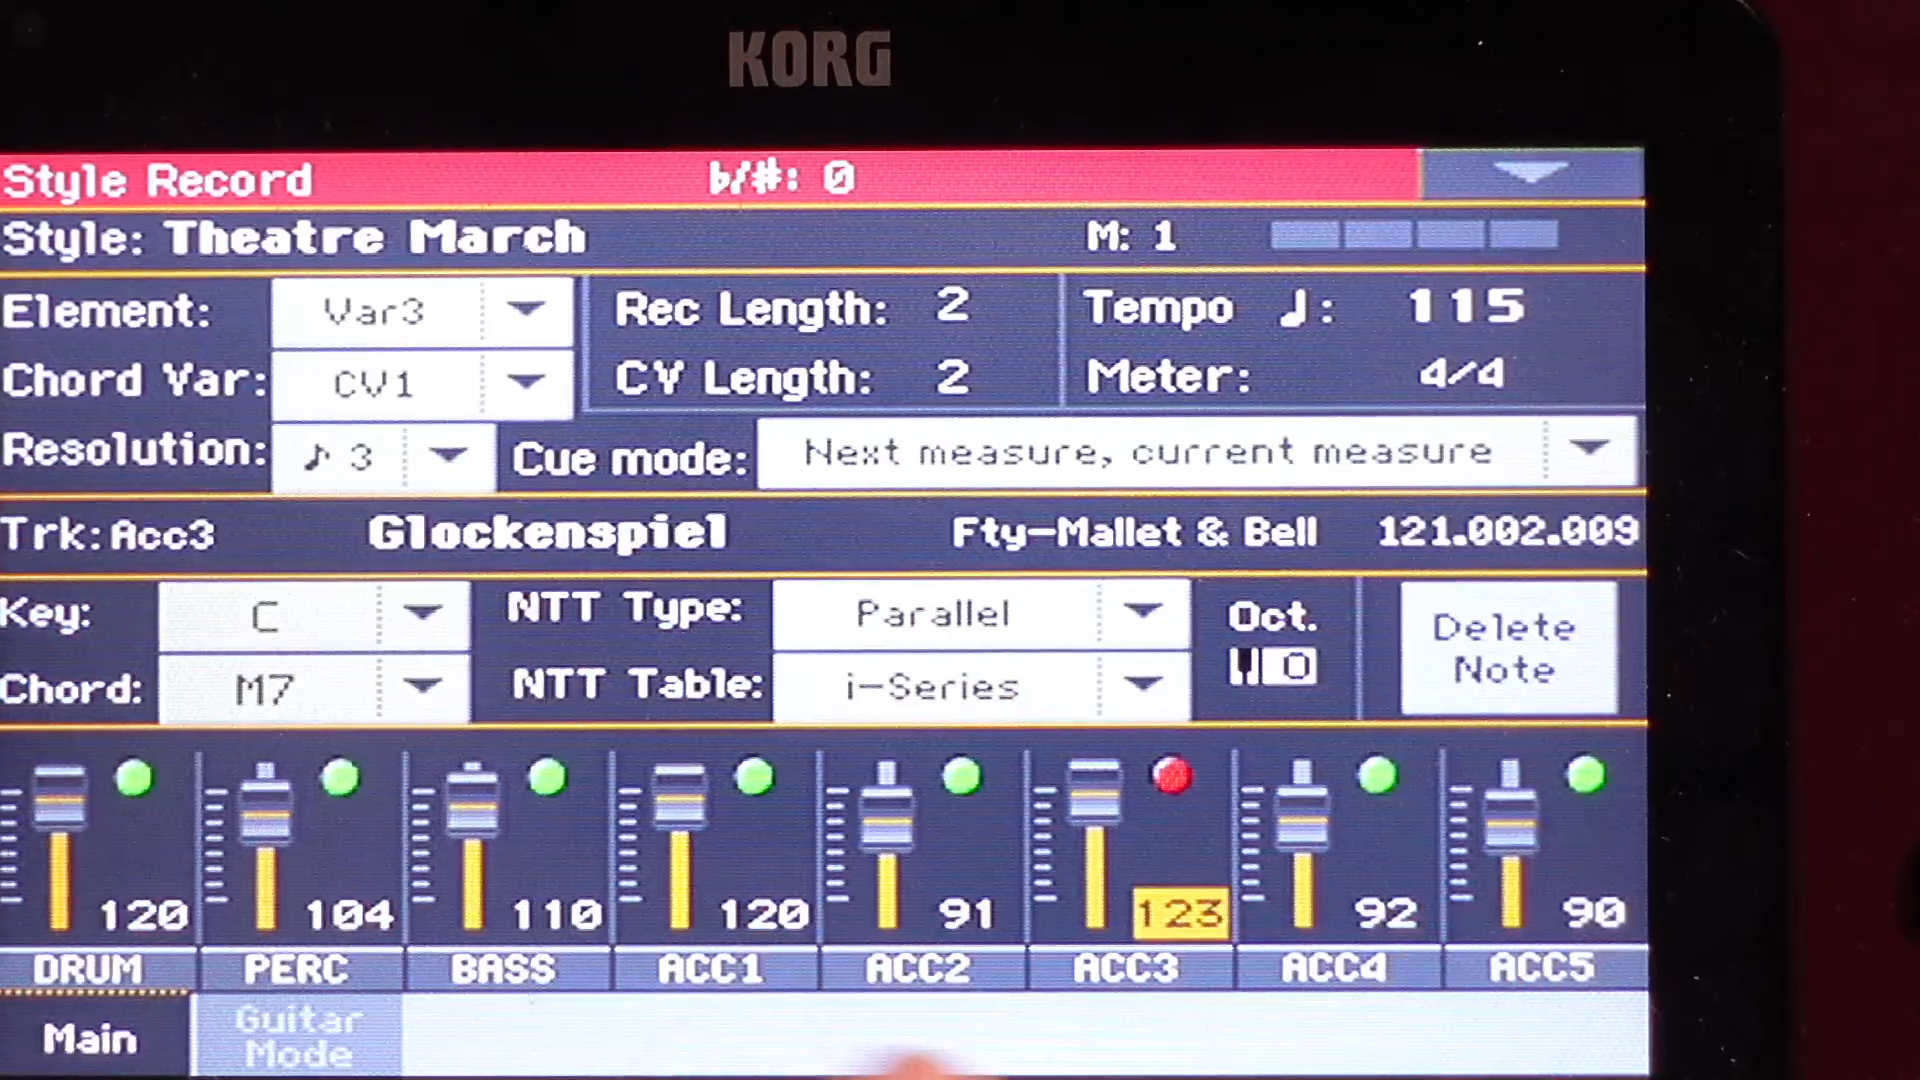 KORG
Style Record b/#: 0
Style: Theatre March M: 1
Element: Var3 Rec Length: 2 Tempo ♩: 115
Chord Var: CV1 CV Length: 2 Meter: 4/4
Resolution: ♪ 3 Cue mode: Next measure, current measure
Trk: Acc3 Glockenspiel Fty-Mallet & Bell 121.002.009
Key: C NTT Type: Parallel Oct. Delete
Chord: M7 NTT Table: i-Series 0 Note
120 104 110 120 91 123 92 90
DRUM PERC BASS ACC1 ACC2 ACC3 ACC4 ACC5
Main Guitar Mode